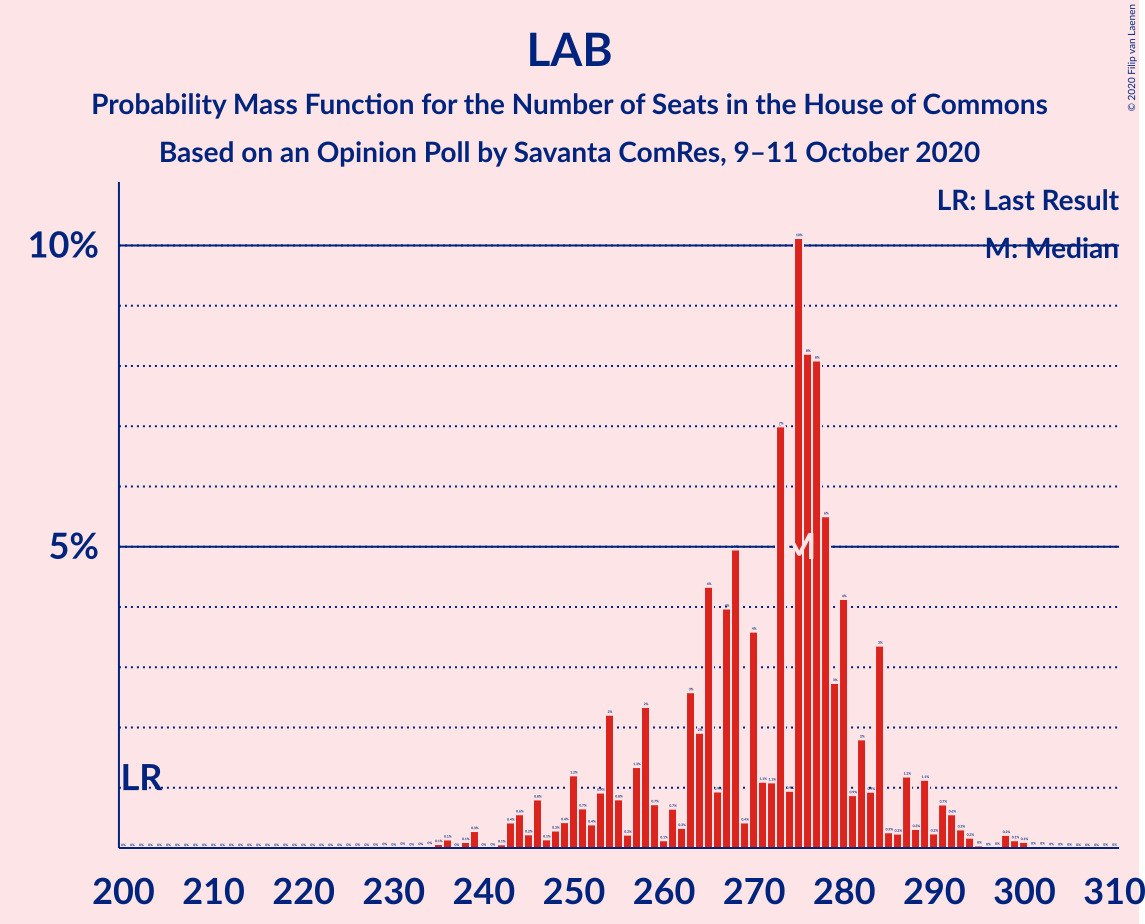 LAB
Probability Mass Function for the Number of Seats in the House of Commons
Based on an Opinion Poll by Savanta ComRes, 9–11 October 2020
© 2020 Filip van Laenen
LR: Last Result
M: Median
10%
5%
M
LR
200 210 220 230 240 250 260 270 280 290 300 310